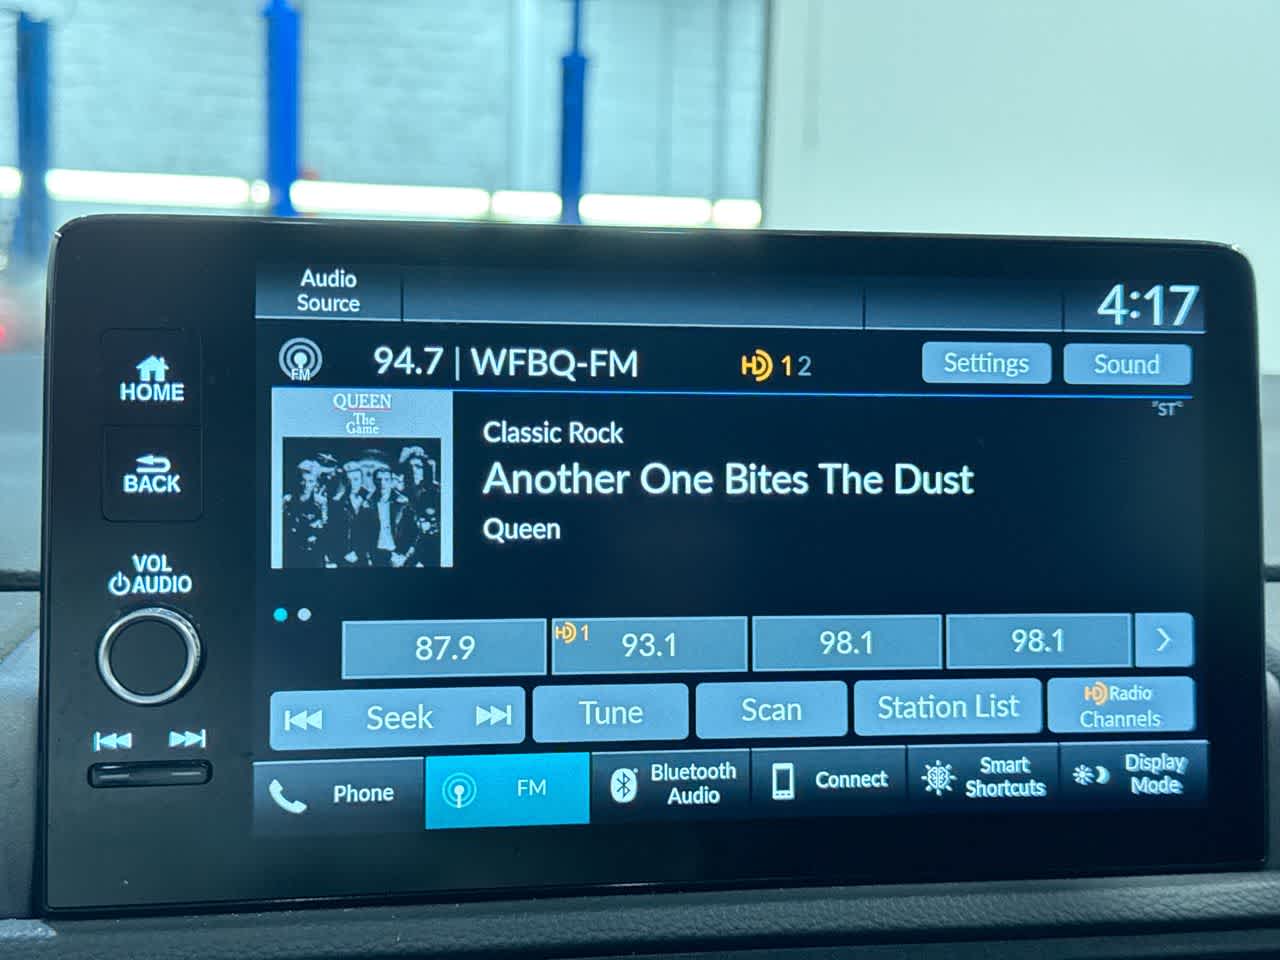 Audio
Source
4:17
FM
94.7 | WFBQ-FM
HD 1 2
Settings
Sound
"ST"
HOME
BACK
VOL
AUDIO
QUEEN
The
Game
Classic Rock
Another One Bites The Dust
Queen
87.9
HD 1 93.1
98.1
98.1
Seek
Tune
Scan
Station List
HD Radio
Channels
Phone
FM
Bluetooth
Audio
Connect
Smart
Shortcuts
Display
Mode